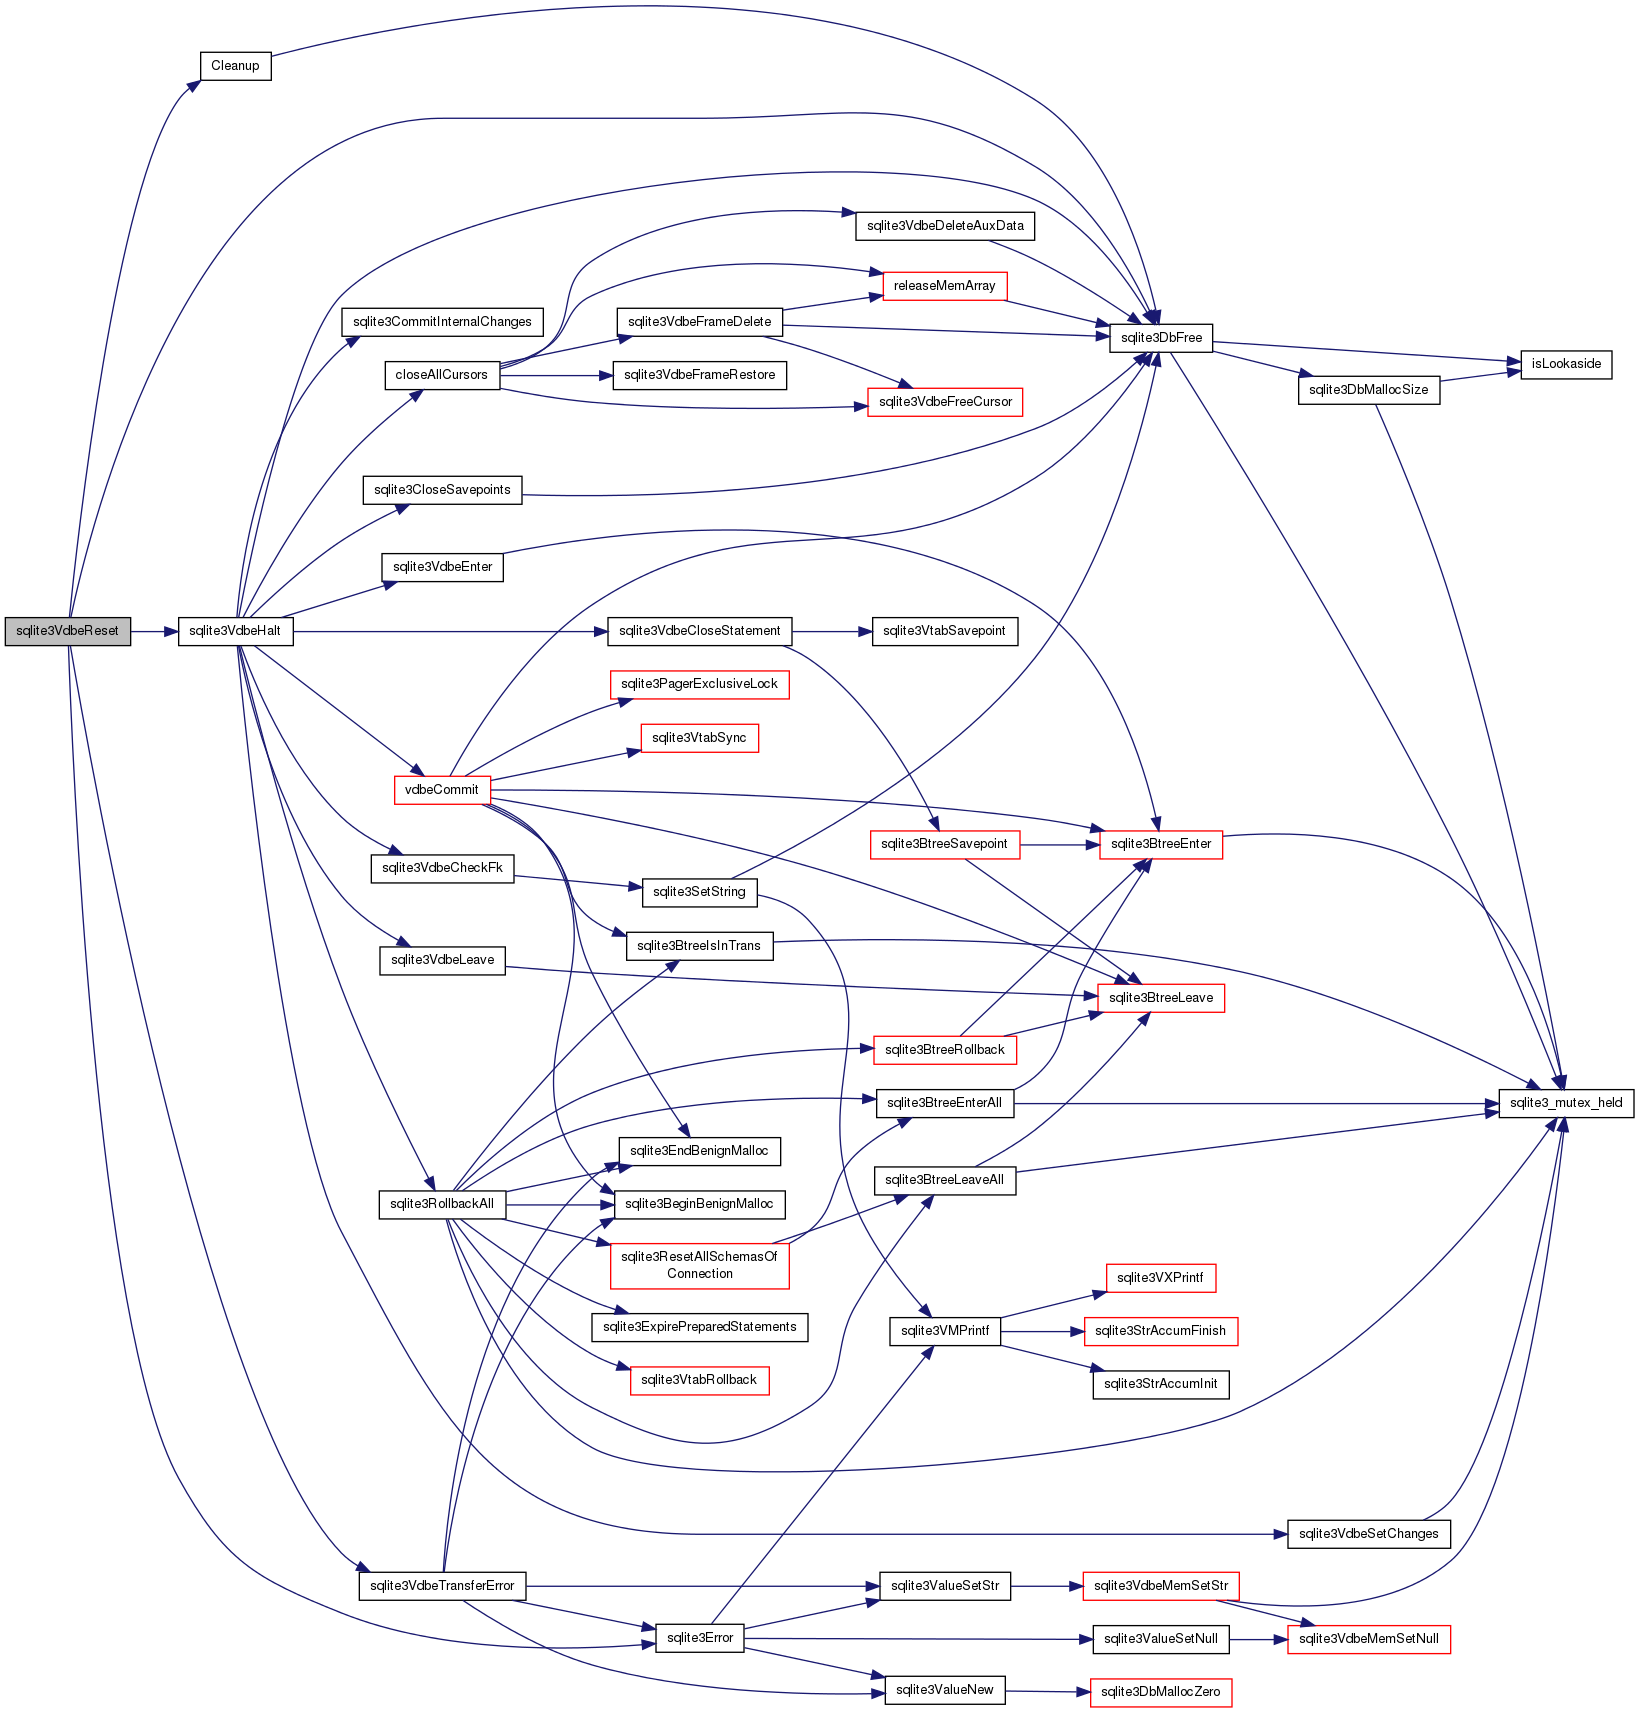 Cleanup
sqlite3VdbeDeleteAuxData
releaseMemArray
sqlite3CommitInternalChanges
sqlite3VdbeFrameDelete
sqlite3DbFree
isLookaside
closeAllCursors
sqlite3VdbeFrameRestore
sqlite3DbMallocSize
sqlite3VdbeFreeCursor
sqlite3CloseSavepoints
sqlite3VdbeEnter
sqlite3VdbeReset
sqlite3VdbeHalt
sqlite3VdbeCloseStatement
sqlite3VtabSavepoint
sqlite3PagerExclusiveLock
sqlite3VtabSync
vdbeCommit
sqlite3BtreeSavepoint
sqlite3BtreeEnter
sqlite3VdbeCheckFk
sqlite3SetString
sqlite3BtreeIsInTrans
sqlite3VdbeLeave
sqlite3BtreeLeave
sqlite3BtreeRollback
sqlite3BtreeEnterAll
sqlite3_mutex_held
sqlite3EndBenignMalloc
sqlite3BtreeLeaveAll
sqlite3RollbackAll
sqlite3BeginBenignMalloc
sqlite3ResetAllSchemasOf
Connection
sqlite3VXPrintf
sqlite3ExpirePreparedStatements
sqlite3VMPrintf
sqlite3StrAccumFinish
sqlite3VtabRollback
sqlite3StrAccumInit
sqlite3VdbeSetChanges
sqlite3VdbeTransferError
sqlite3ValueSetStr
sqlite3VdbeMemSetStr
sqlite3Error
sqlite3ValueSetNull
sqlite3VdbeMemSetNull
sqlite3ValueNew
sqlite3DbMallocZero